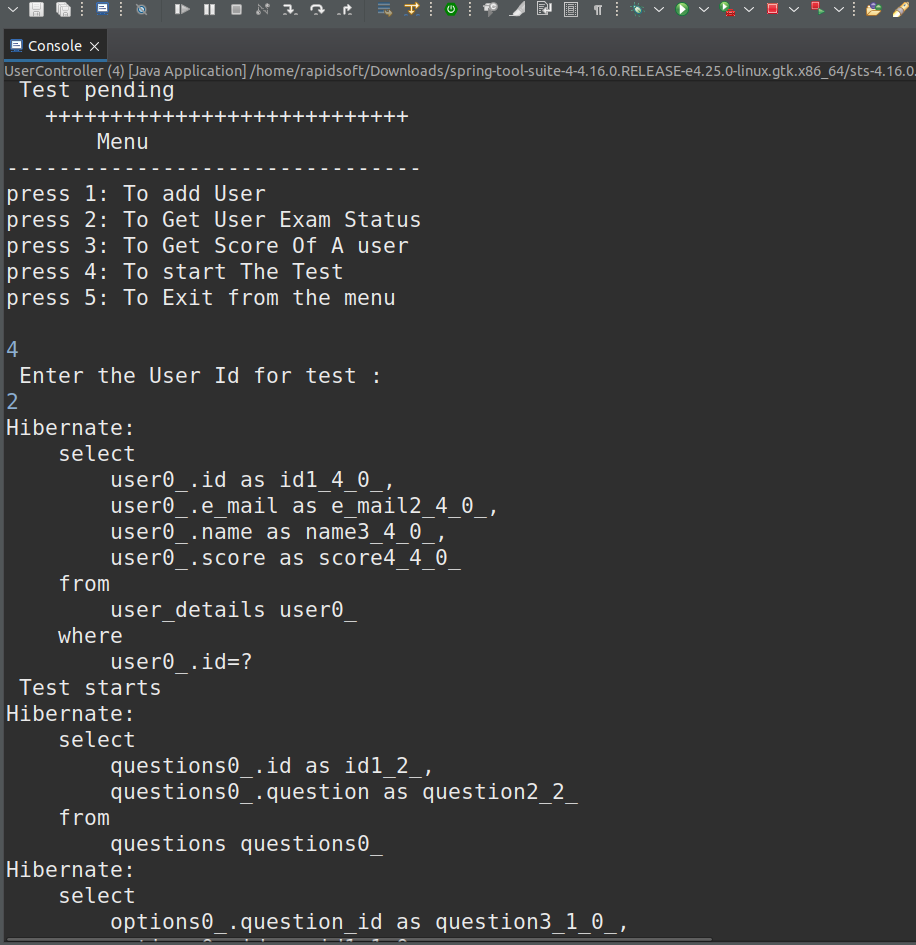 Console
UserController (4) [Java Application] /home/rapidsoft/Downloads/spring-tool-suite-4-4.16.0.RELEASE-e4.25.0-linux.gtk.x86_64/sts-4.16.0.
Test pending
++++++++++++++++++++++++++++
Menu
--------------------------------
press 1: To add User
press 2: To Get User Exam Status
press 3: To Get Score Of A user
press 4: To start The Test
press 5: To Exit from the menu
4
Enter the User Id for test :
2
Hibernate:
select
user0_.id as id1_4_0_,
user0_.e_mail as e_mail2_4_0_,
user0_.name as name3_4_0_,
user0_.score as score4_4_0_
from
user_details user0_
where
user0_.id=?
Test starts
Hibernate:
select
questions0_.id as id1_2_,
questions0_.question as question2_2_
from
questions questions0_
Hibernate:
select
options0_.question_id as question3_1_0_,